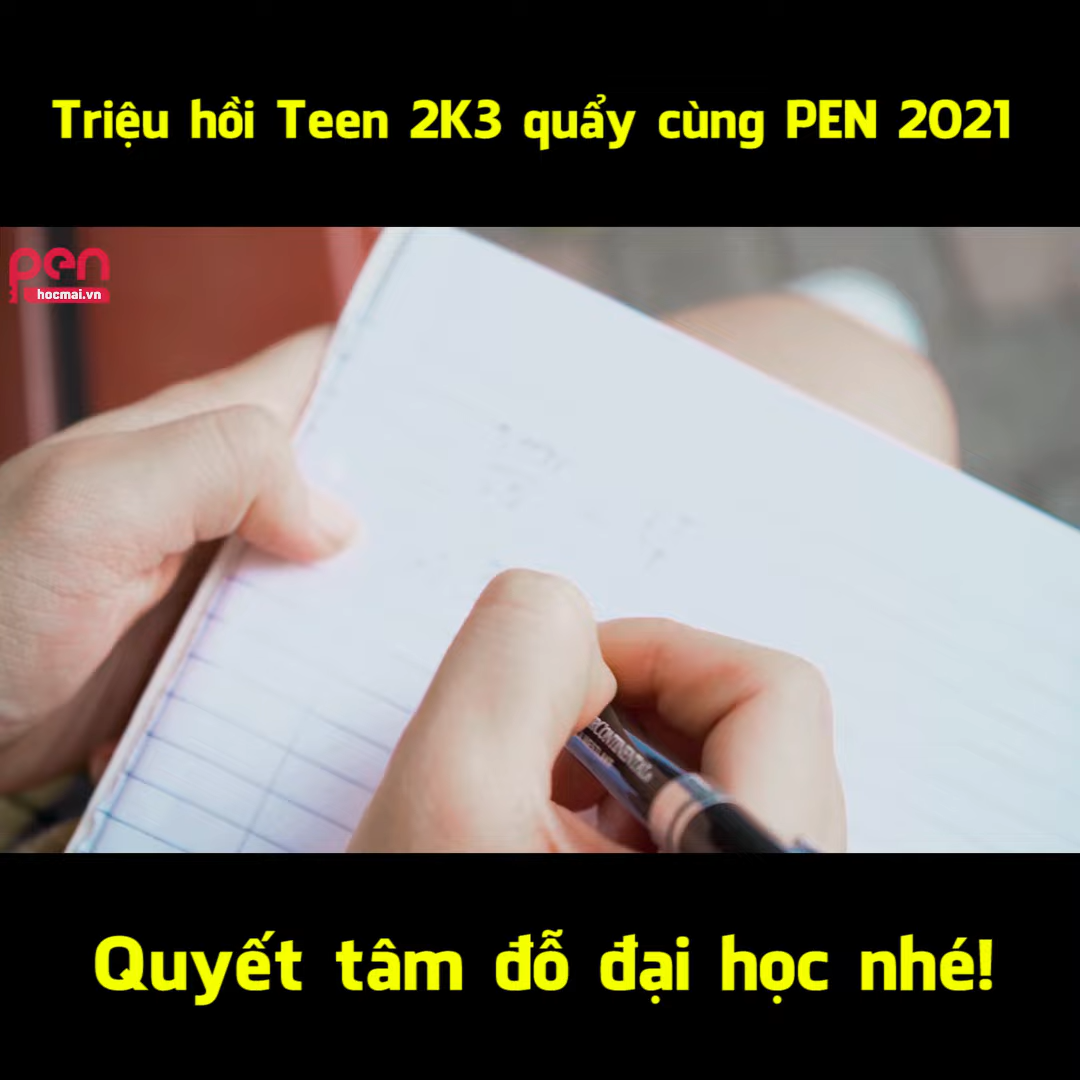 Triệu hồi Teen 2K3 quẩy cùng PEN 2021
pen
hocmai.vn
Quyết tâm đỗ đại học nhé!